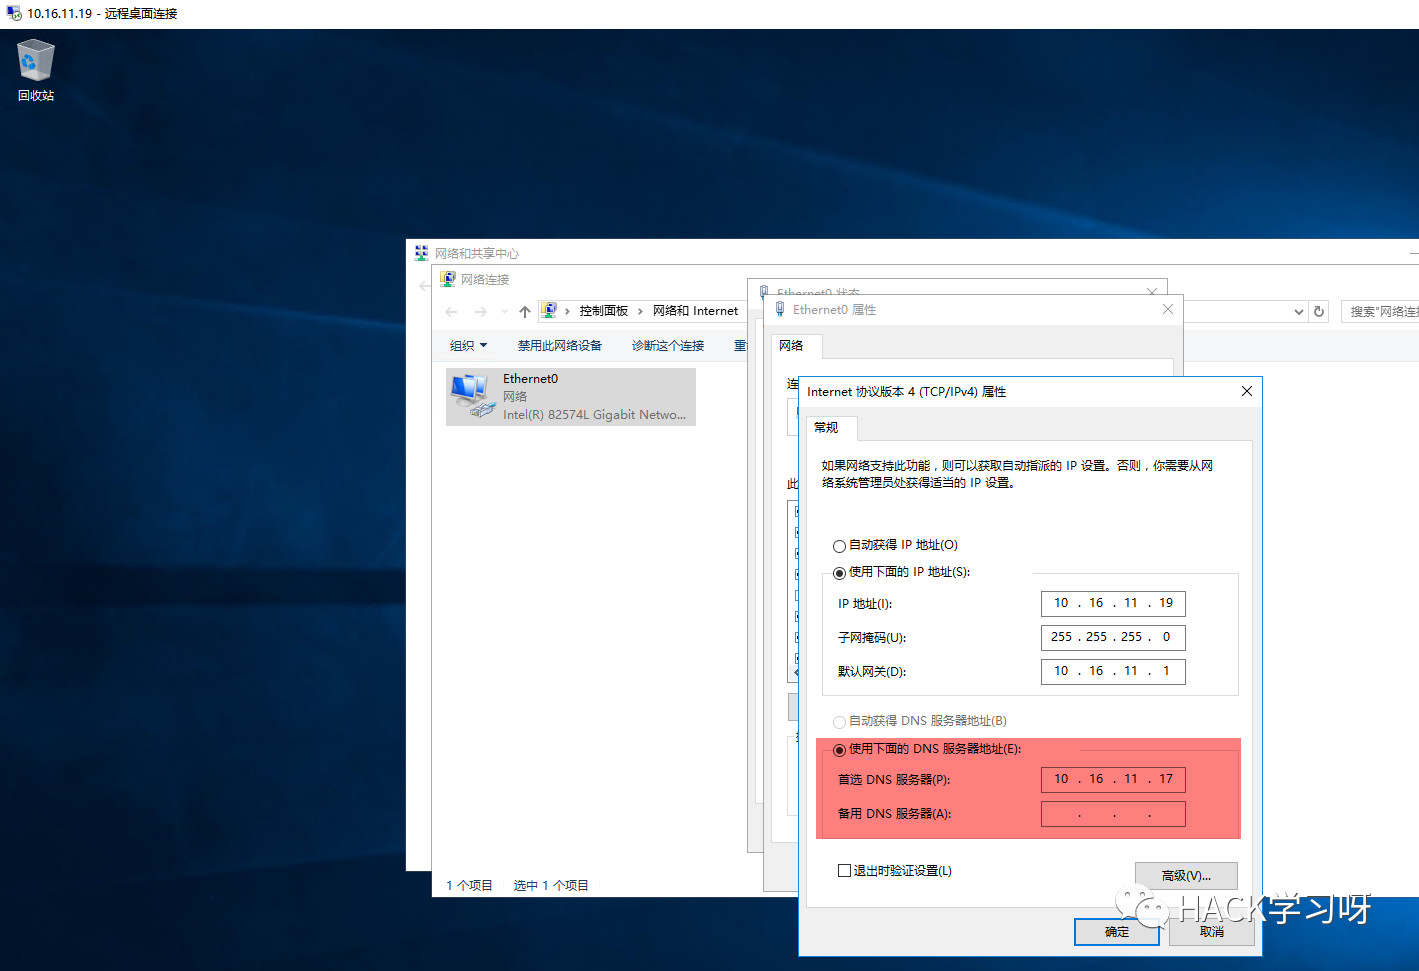 10.16.11.19 - 远程桌面连接
回收站
网络和共享中心
网络连接
控制面板 › 网络和 Internet
搜索"网络连接
组织
禁用此网络设备
诊断这个连接
Ethernet0
网络
Intel(R) 82574L Gigabit Netwo...
1 个项目
选中 1 个项目
Ethernet0 状态
Ethernet0 属性
网络
Internet 协议版本 4 (TCP/IPv4) 属性
常规
如果网络支持此功能，则可以获取自动指派的 IP 设置。否则，你需要从网
络系统管理员处获得适当的 IP 设置。
自动获得 IP 地址(O)
使用下面的 IP 地址(S):
IP 地址(I): 10 . 16 . 11 . 19
子网掩码(U): 255 . 255 . 255 . 0
默认网关(D): 10 . 16 . 11 . 1
自动获得 DNS 服务器地址(B)
使用下面的 DNS 服务器地址(E):
首选 DNS 服务器(P): 10 . 16 . 11 . 17
备用 DNS 服务器(A): . . .
退出时验证设置(L)
高级(V)...
确定
取消
HACK学习呀